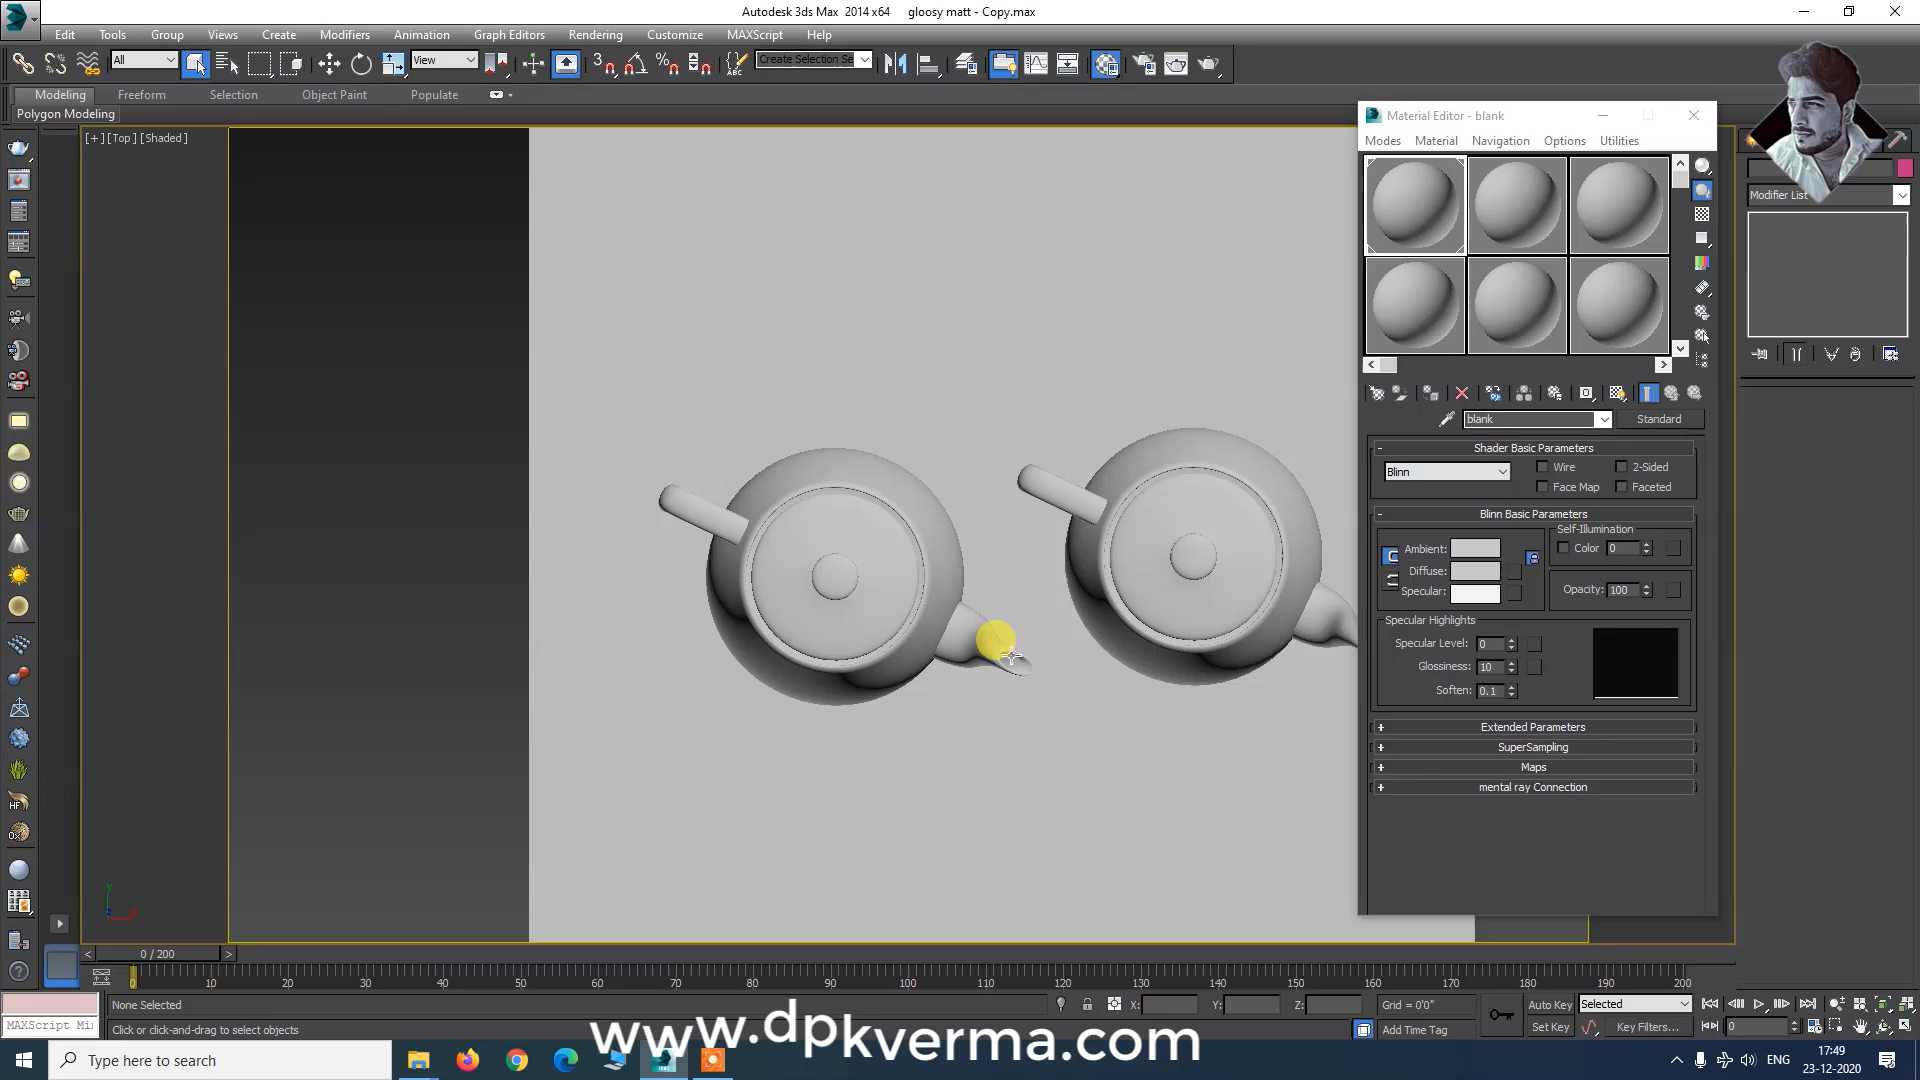 Autodesk 3ds Max 2014 x64 gloosy matt - Copy.max
Edit Tools Group Views Create Modifiers Animation Graph Editors Rendering Customize MAXScript Help
All View Create Selection Se
Modeling Freeform Selection Object Paint Populate
Polygon Modeling
[+] [Top] [Shaded]
Material Editor - blank
Modes Material Navigation Options Utilities
Modifier List
blank Standard
Shader Basic Parameters
Blinn Wire 2-Sided
Face Map Faceted
Blinn Basic Parameters
Self-Illumination
Ambient: Color 0
Diffuse:
Specular: Opacity: 100
Specular Highlights
Specular Level: 0
Glossiness: 10
Soften: 0.1
Extended Parameters
SuperSampling
Maps
mental ray Connection
0 / 200
0 10 20 30 40 50 60 70 80 90 100 110 120 130 140 150 160 170 180 190 200
None Selected X: Y: Z: Grid = 0'0" Auto Key Selected
MAXScript Mi Click or click-and-drag to select objects Add Time Tag Set Key Key Filters... 0
www.dpkverma.com
Type here to search
ENG 17:49
23-12-2020